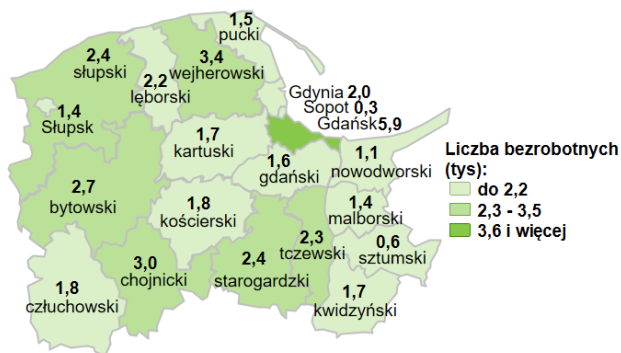 1,5
pucki
2,4
słupski
3,4
wejherowski
2,2
lęborski
Gdynia 2,0
Sopot 0,3
Gdańsk5,9
1,4
Słupsk
1,7
kartuski
1,6
gdański
1,1
nowodworski
2,7
bytowski
1,8
kościerski
1,4
malborski
2,3
tczewski
0,6
sztumski
3,0
chojnicki
2,4
starogardzki
1,8
człuchowski
1,7
kwidzyński
Liczba bezrobotnych
(tys):
do 2,2
2,3 - 3,5
3,6 i więcej